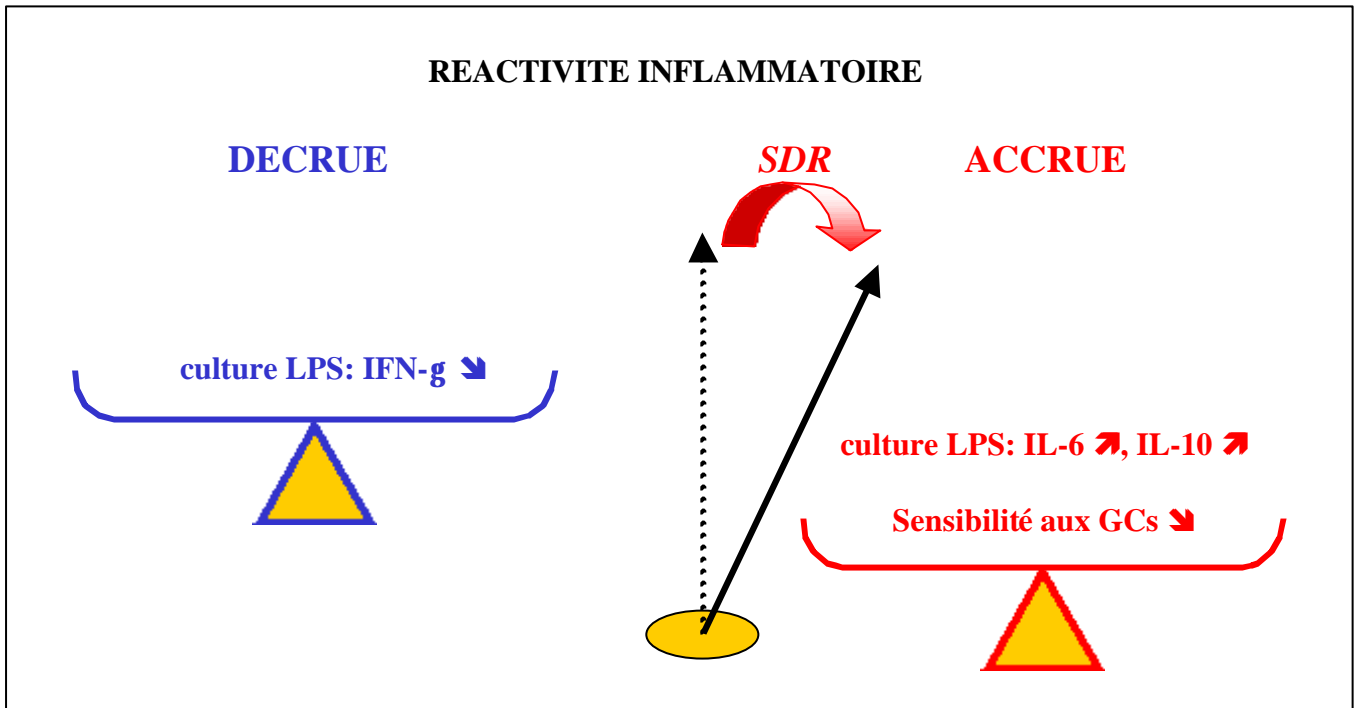 REACTIVITE INFLAMMATOIRE
DECRUE
SDR
ACCRUE
culture LPS: IFN-g ➘
culture LPS: IL-6 ➚, IL-10 ➚
Sensibilité aux GCs ➘